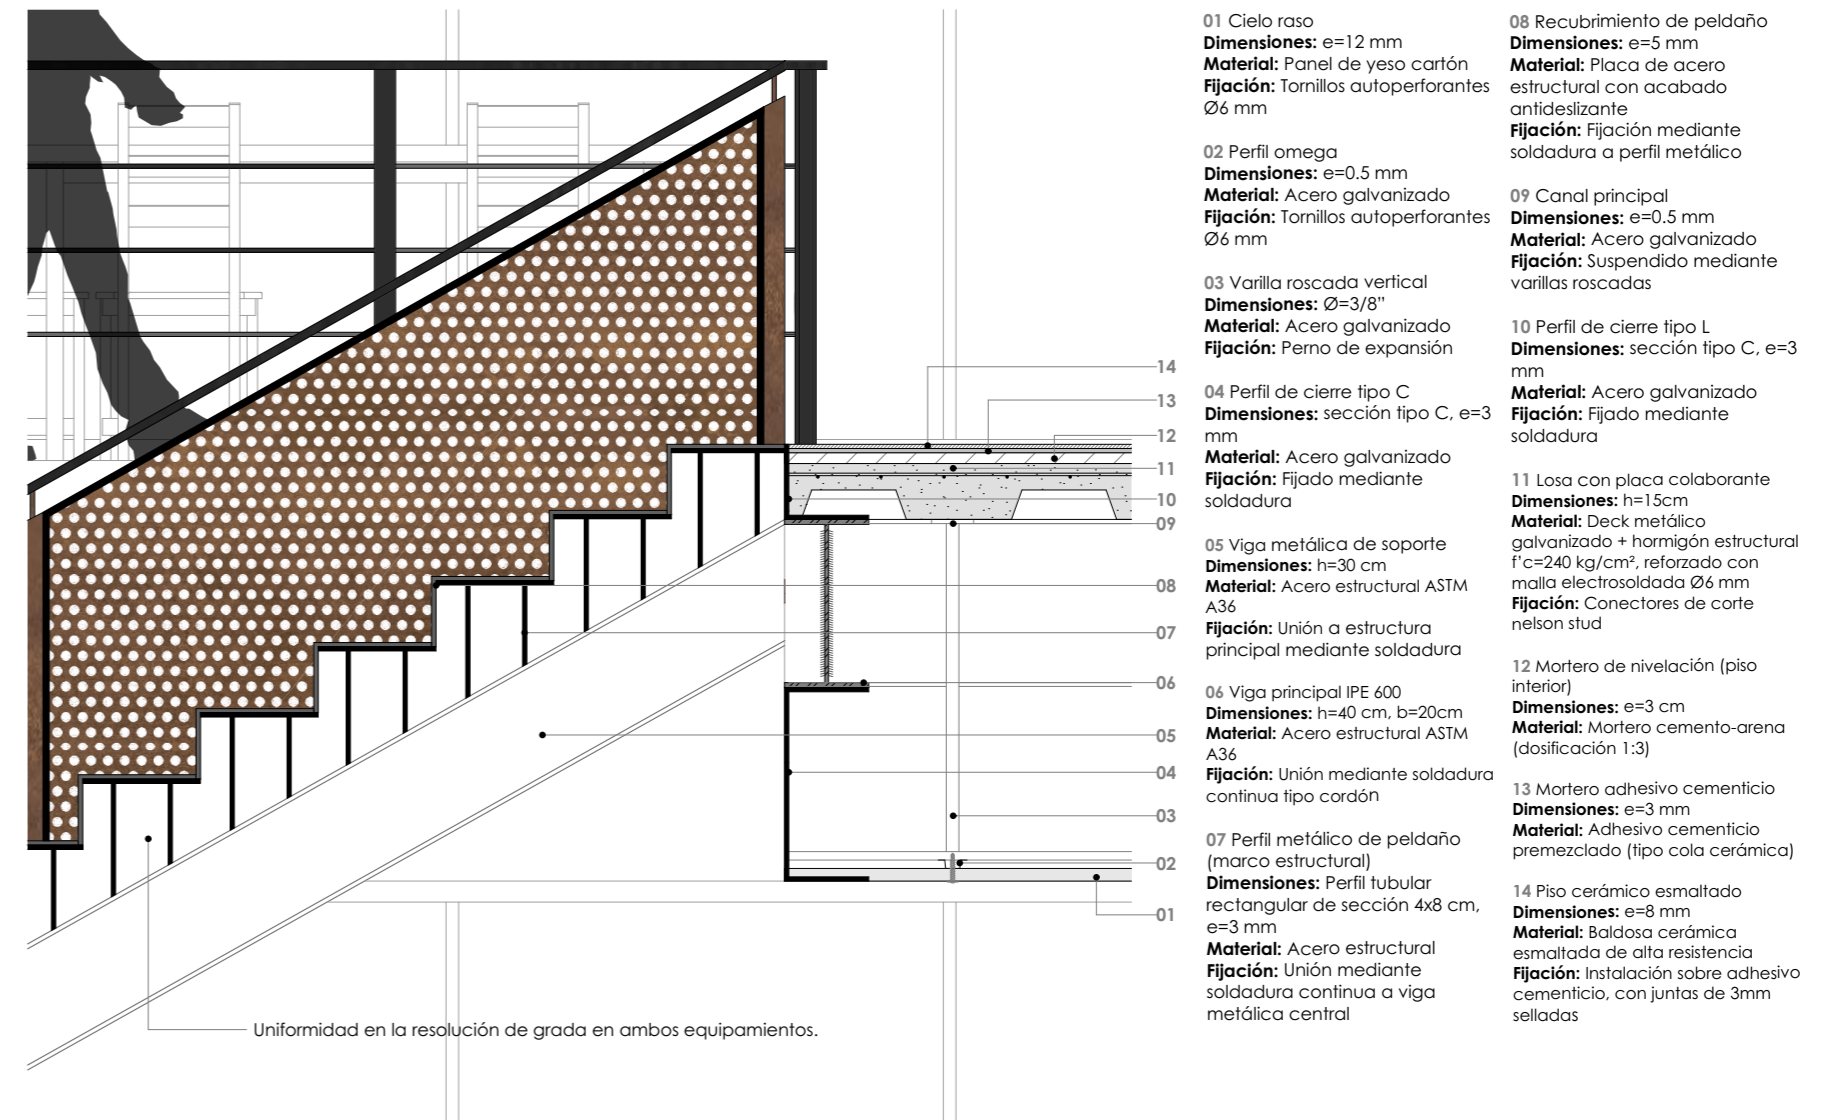 01 Cielo raso
Dimensiones: e=12 mm
Material: Panel de yeso cartón
Fijación: Tornillos autoperforantes
Ø6 mm
02 Perfil omega
Dimensiones: e=0.5 mm
Material: Acero galvanizado
Fijación: Tornillos autoperforantes
Ø6 mm
03 Varilla roscada vertical
Dimensiones: Ø=3/8”
Material: Acero galvanizado
Fijación: Perno de expansión
04 Perfil de cierre tipo C
Dimensiones: sección tipo C, e=3
mm
Material: Acero galvanizado
Fijación: Fijado mediante
soldadura
05 Viga metálica de soporte
Dimensiones: h=30 cm
Material: Acero estructural ASTM
A36
Fijación: Unión a estructura
principal mediante soldadura
06 Viga principal IPE 600
Dimensiones: h=40 cm, b=20cm
Material: Acero estructural ASTM
A36
Fijación: Unión mediante soldadura
continua tipo cordón
07 Perfil metálico de peldaño
(marco estructural)
Dimensiones: Perfil tubular
rectangular de sección 4x8 cm,
e=3 mm
Material: Acero estructural
Fijación: Unión mediante
soldadura continua a viga
metálica central
08 Recubrimiento de peldaño
Dimensiones: e=5 mm
Material: Placa de acero
estructural con acabado
antideslizante
Fijación: Fijación mediante
soldadura a perfil metálico
09 Canal principal
Dimensiones: e=0.5 mm
Material: Acero galvanizado
Fijación: Suspendido mediante
varillas roscadas
10 Perfil de cierre tipo L
Dimensiones: sección tipo C, e=3
mm
Material: Acero galvanizado
Fijación: Fijado mediante
soldadura
11 Losa con placa colaborante
Dimensiones: h=15cm
Material: Deck metálico
galvanizado + hormigón estructural
f’c=240 kg/cm², reforzado con
malla electrosoldada Ø6 mm
Fijación: Conectores de corte
nelson stud
12 Mortero de nivelación (piso
interior)
Dimensiones: e=3 cm
Material: Mortero cemento-arena
(dosificación 1:3)
13 Mortero adhesivo cementicio
Dimensiones: e=3 mm
Material: Adhesivo cementicio
premezclado (tipo cola cerámica)
14 Piso cerámico esmaltado
Dimensiones: e=8 mm
Material: Baldosa cerámica
esmaltada de alta resistencia
Fijación: Instalación sobre adhesivo
cementicio, con juntas de 3mm
selladas
14
13
12
11
10
09
08
07
06
05
04
03
02
01
Uniformidad en la resolución de grada en ambos equipamientos.